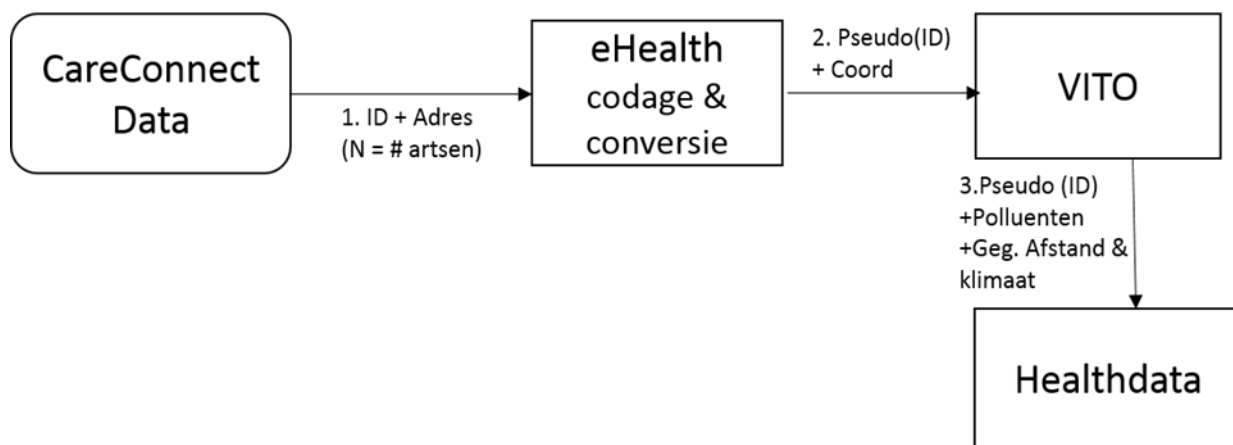 CareConnect
Data
1. ID + Adres
(N = # artsen)
eHealth
codage &
conversie
2. Pseudo(ID)
+ Coord
VITO
3.Pseudo (ID)
+Polluenten
+Geg. Afstand &
klimaat
Healthdata